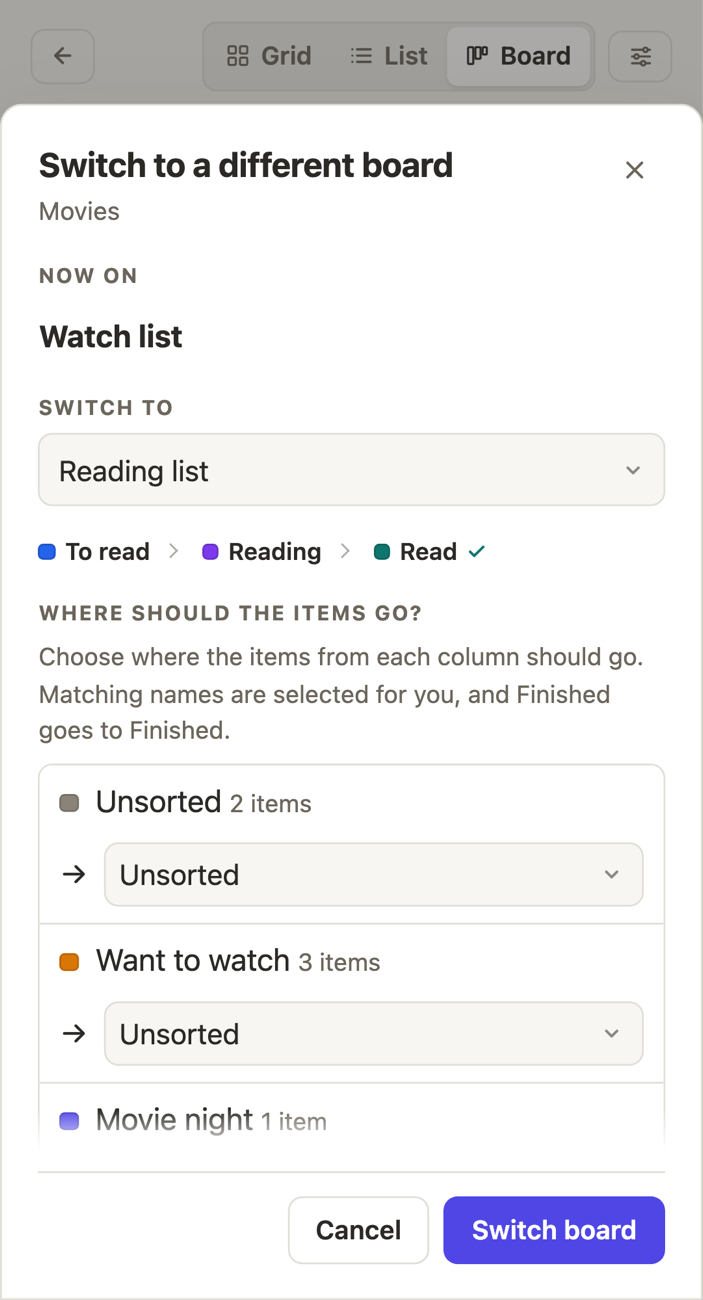 Grid List Board
Switch to a different board
Movies
NOW ON
Watch list
SWITCH TO
Reading list
To read Reading Read
WHERE SHOULD THE ITEMS GO?
Choose where the items from each column should go.
Matching names are selected for you, and Finished
goes to Finished.
Unsorted 2 items
Unsorted
Want to watch 3 items
Unsorted
Movie night 1 item
Cancel Switch board